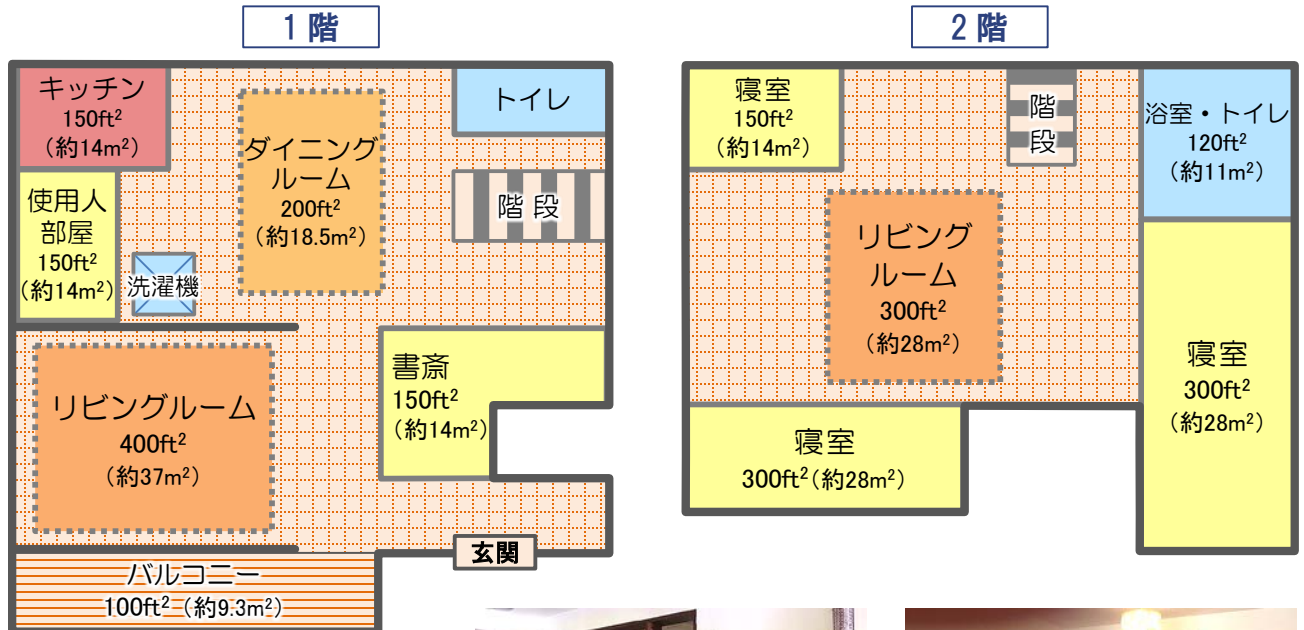 1階
キッチン
150ft²
（約14m²）
ダイニング
ルーム
200ft²
（約18.5m²）
トイレ
階段
使用人
部屋
150ft²
（約14m²）
洗濯機
リビングルーム
400ft²
（約37m²）
書斎
150ft²
（約14m²）
玄関
バルコニー
100ft²（約9.3m²）
2階
寝室
150ft²
（約14m²）
階
段
浴室・トイレ
120ft²
（約11m²）
リビング
ルーム
300ft²
（約28m²）
寝室
300ft²
（約28m²）
寝室
300ft²（約28m²）